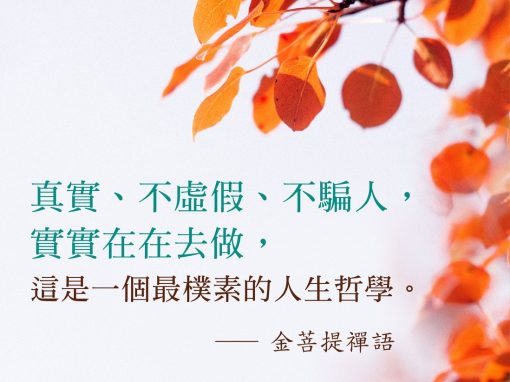 真實、不虛假、不騙人，
實實在在去做，
這是一個最樸素的人生哲學。
—— 金菩提禪語